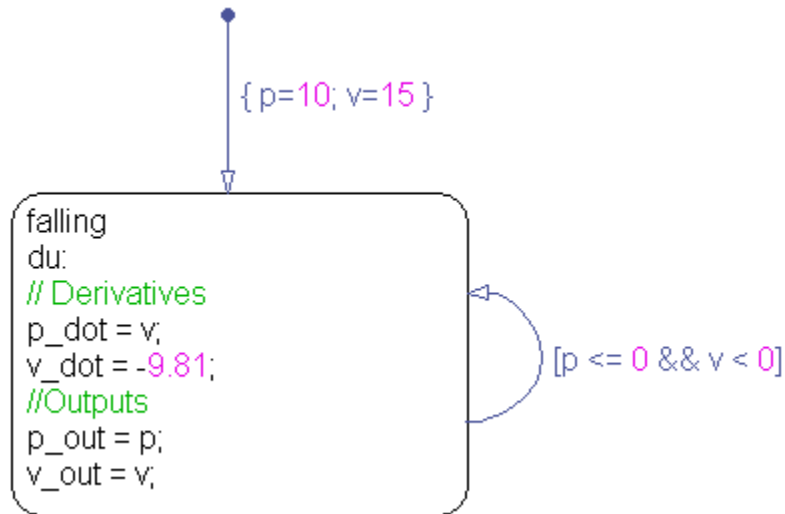 { p=10; v=15 }
falling
du:
// Derivatives
p_dot = v;
v_dot = -9.81;
//Outputs
p_out = p;
v_out = v;
[p <= 0 && v < 0]